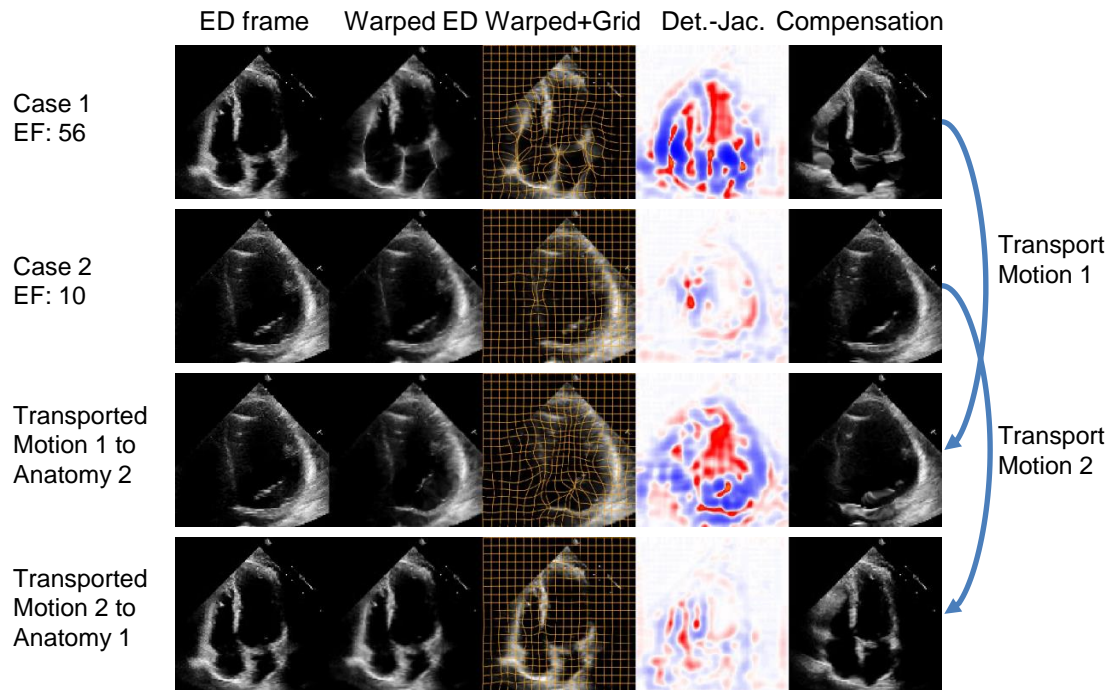 ED frame
Warped ED
Warped+Grid
Det.-Jac.
Compensation
Case 1
EF: 56
Case 2
EF: 10
Transport
Motion 1
Transported
Motion 1 to
Anatomy 2
Transport
Motion 2
Transported
Motion 2 to
Anatomy 1